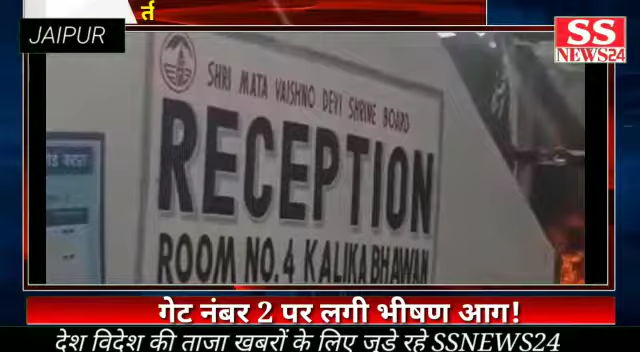 र्त
JAIPUR
SS
NEWS24
SHRI MATA VAISHNO DEVI SHRINE BOARD
RECEPTION
ROOM NO. 4 KALIKA BHAWAN
गेट नंबर 2 पर लगी भीषण आग!
देश विदेश की ताजा खबरों के लिए जुड़े रहे SSNEWS24